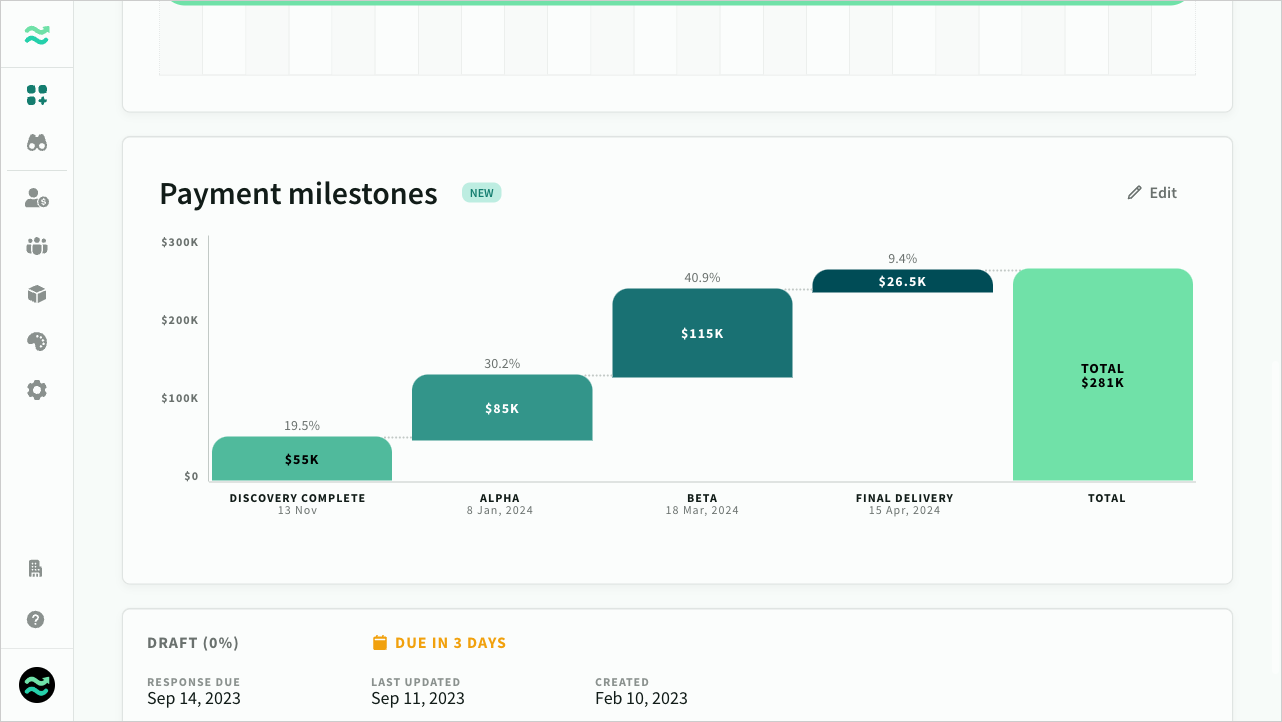 Payment milestones
NEW
Edit
$300K
$200K
$100K
$0
19.5%
$55K
30.2%
$85K
40.9%
$115K
9.4%
$26.5K
TOTAL
$281K
DISCOVERY COMPLETE
13 Nov
ALPHA
8 Jan, 2024
BETA
18 Mar, 2024
FINAL DELIVERY
15 Apr, 2024
TOTAL
DRAFT (0%)
DUE IN 3 DAYS
RESPONSE DUE
Sep 14, 2023
LAST UPDATED
Sep 11, 2023
CREATED
Feb 10, 2023